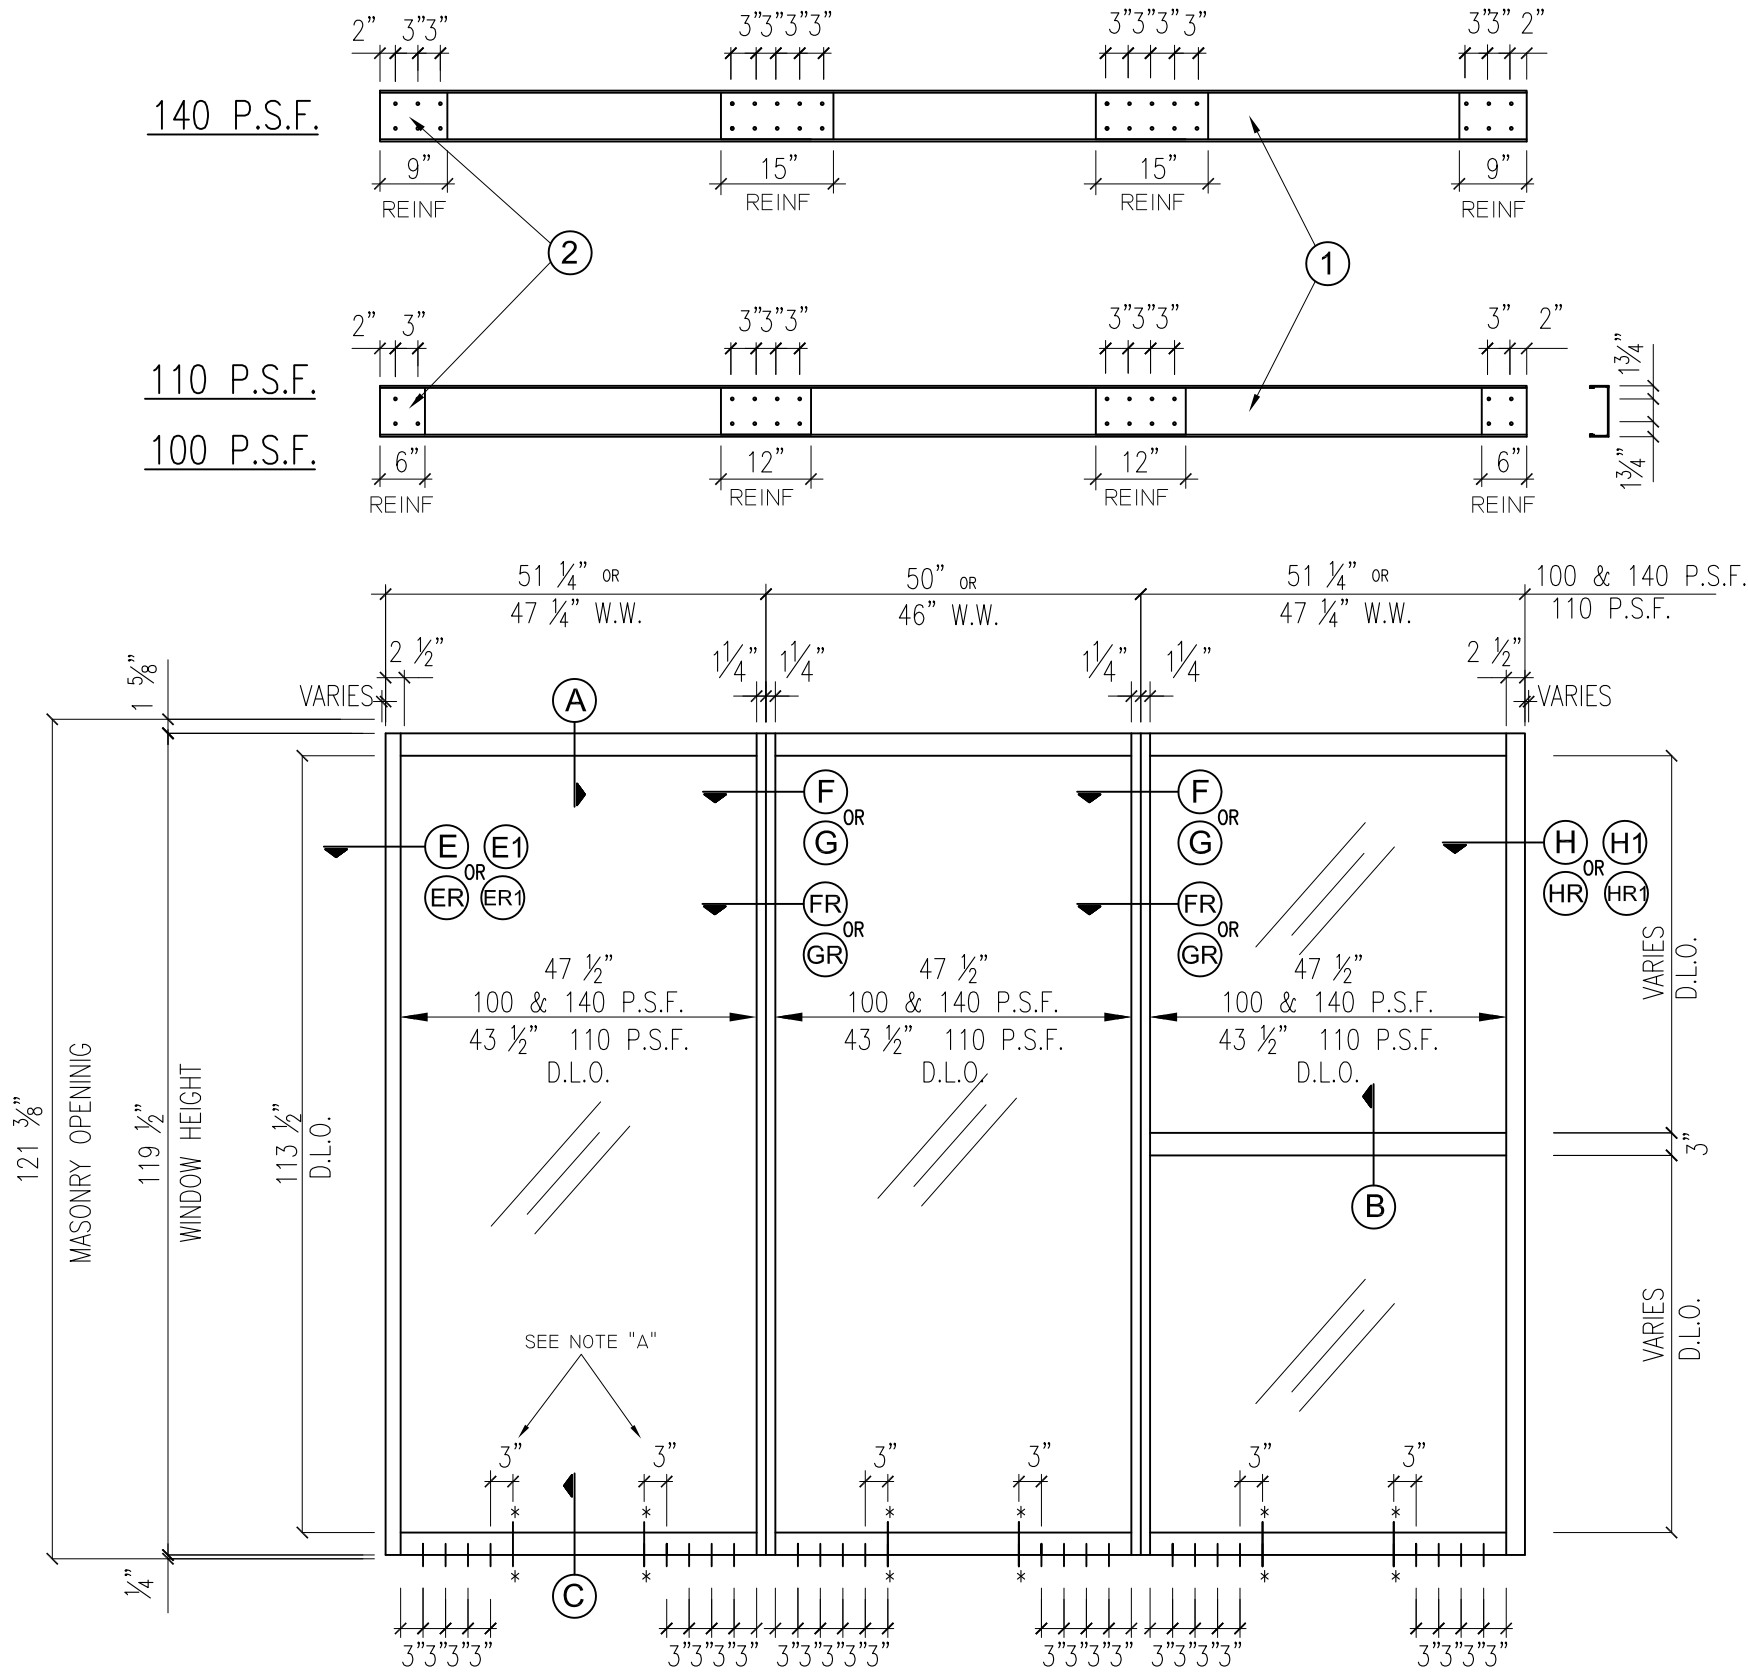 2” 3”3” 3”3”3”3” 3”3”3” 3” 3”3” 2”
140 P.S.F.
9” 15” 15” 9”
REINF REINF REINF REINF
2 1
2” 3” 3”3”3” 3”3”3” 3” 2”
110 P.S.F.
100 P.S.F.
1¾”
1¾”
6” 12” 12” 6”
REINF REINF REINF REINF
51 ¼” OR 50” OR 51 ¼” OR 100 & 140 P.S.F.
47 ¼” W.W. 46” W.W. 47 ¼” W.W. 110 P.S.F.
2 ½” 1¼” 1¼” 1¼” 1¼” 2 ½”
1 ⅝”
VARIES A VARIES
F F
OR OR
G G
E E1 H H1
OR OR
ER ER1 HR HR1
FR FR
OR OR
GR GR
47 ½” 47 ½” 47 ½”
100 & 140 P.S.F. 100 & 140 P.S.F. 100 & 140 P.S.F.
43 ½” 110 P.S.F. 43 ½” 110 P.S.F. 43 ½” 110 P.S.F.
D.L.O. D.L.O. D.L.O.
VARIES
D.L.O.
121 ⅜”
MASONRY OPENING
119 ½”
WINDOW HEIGHT
113 ½”
D.L.O.
3”
B
VARIES
D.L.O.
SEE NOTE "A"
3” 3” 3” 3” 3” 3”
* * * * * *
* * * * * *
¼”
C
3”3”3”3” 3”3”3”3” 3”3”3”3”3” 3”3”3”3” 3”3”3”3” 3”3”3”3”